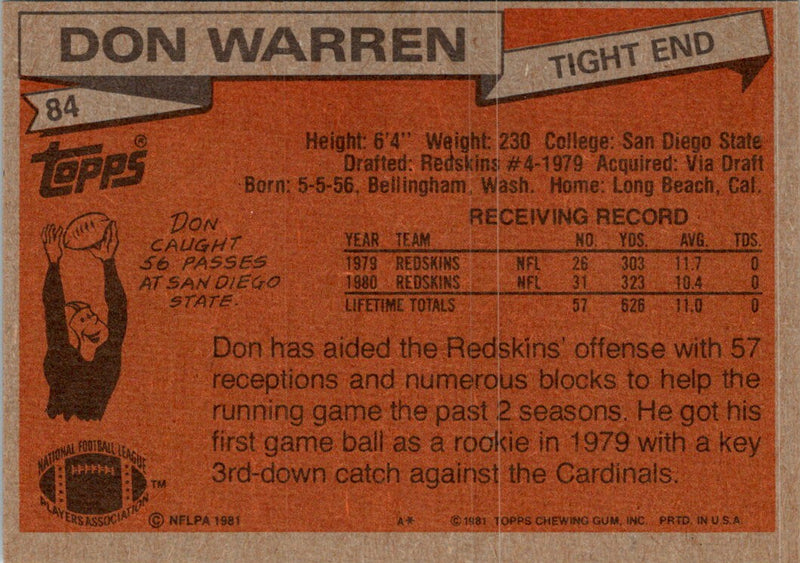 DON WARREN
TIGHT END
84
TOPPS®
Height: 6'4" Weight: 230 College: San Diego State
Drafted: Redskins #4-1979 Acquired: Via Draft
Born: 5-5-56, Bellingham, Wash. Home: Long Beach, Cal.
DON
CAUGHT
56 PASSES
AT SAN DIEGO
STATE.
RECEIVING RECORD
YEAR TEAM NO. YDS. AVG. TDS.
1979 REDSKINS NFL 26 303 11.7 0
1980 REDSKINS NFL 31 323 10.4 0
LIFETIME TOTALS 57 626 11.0 0
Don has aided the Redskins' offense with 57
receptions and numerous blocks to help the
running game the past 2 seasons. He got his
first game ball as a rookie in 1979 with a key
3rd-down catch against the Cardinals.
NATIONAL FOOTBALL LEAGUE
PLAYERS ASSOCIATION
™
© NFLPA 1981
A* © 1981 TOPPS CHEWING GUM, INC. PRTD. IN U.S.A.